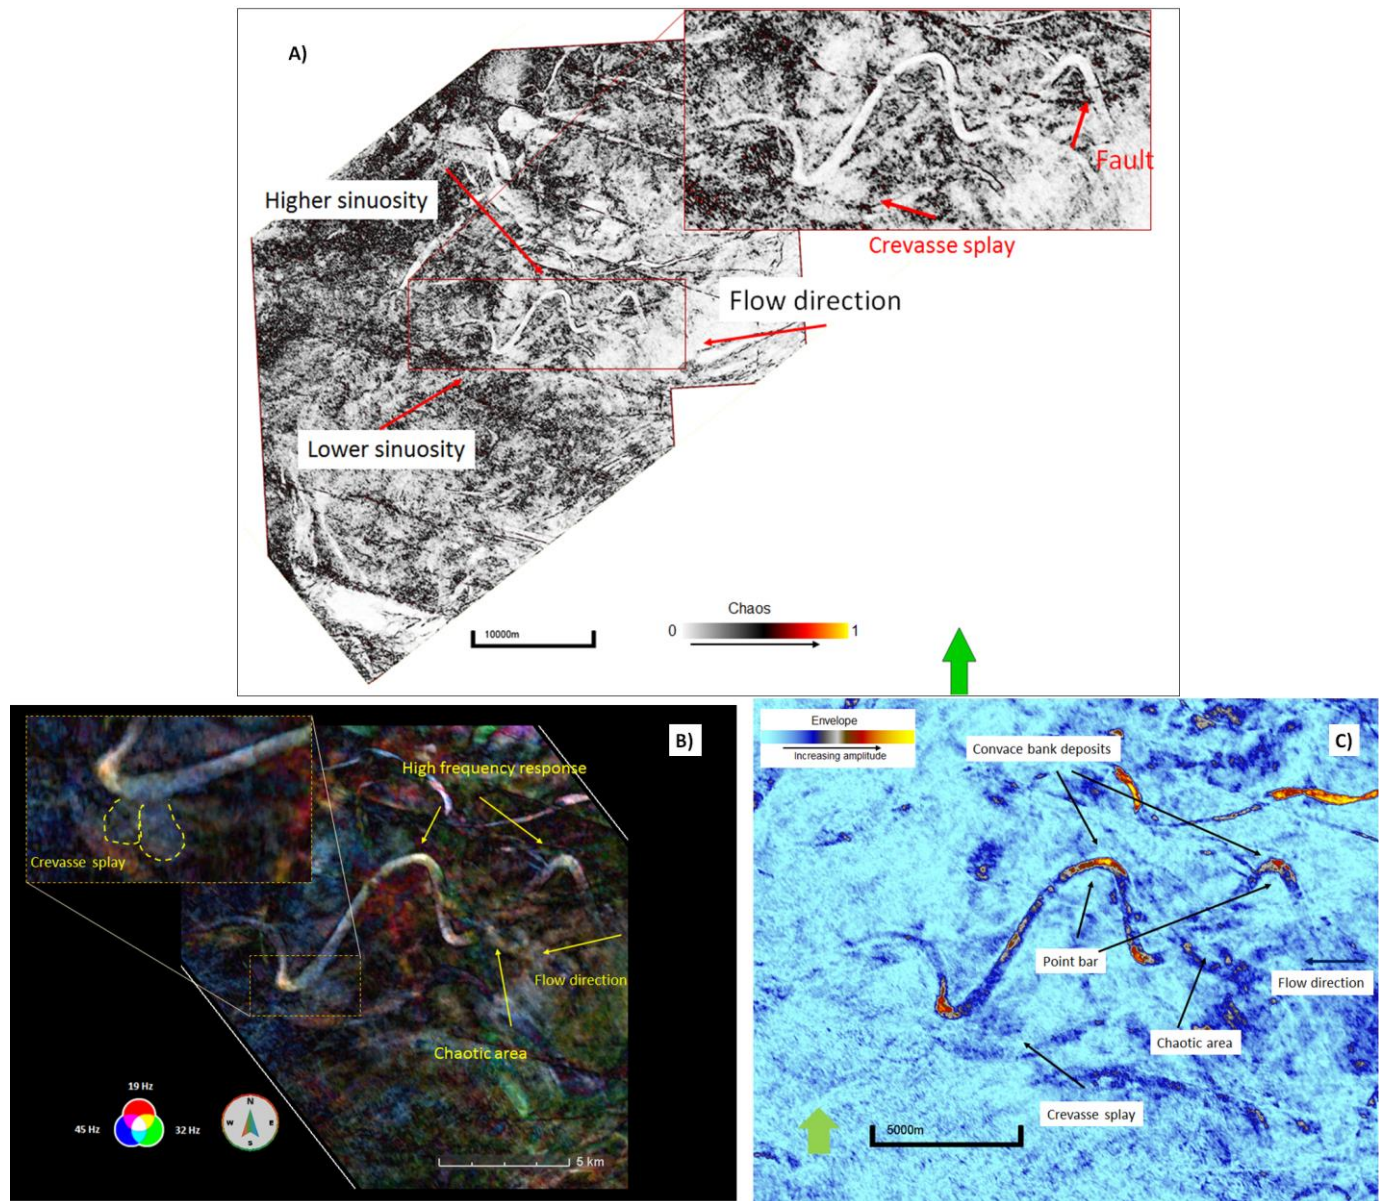 A)
Higher sinuosity
Fault
Crevasse splay
Flow direction
Lower sinuosity
Chaos
0
1
10000m
B)
High frequency response
Crevasse splay
Flow direction
Chaotic area
19 Hz
45 Hz
32 Hz
N
W
E
S
5 km
Envelope
Increasing amplitude
Convace bank deposits
C)
Point bar
Flow direction
Chaotic area
Crevasse splay
5000m